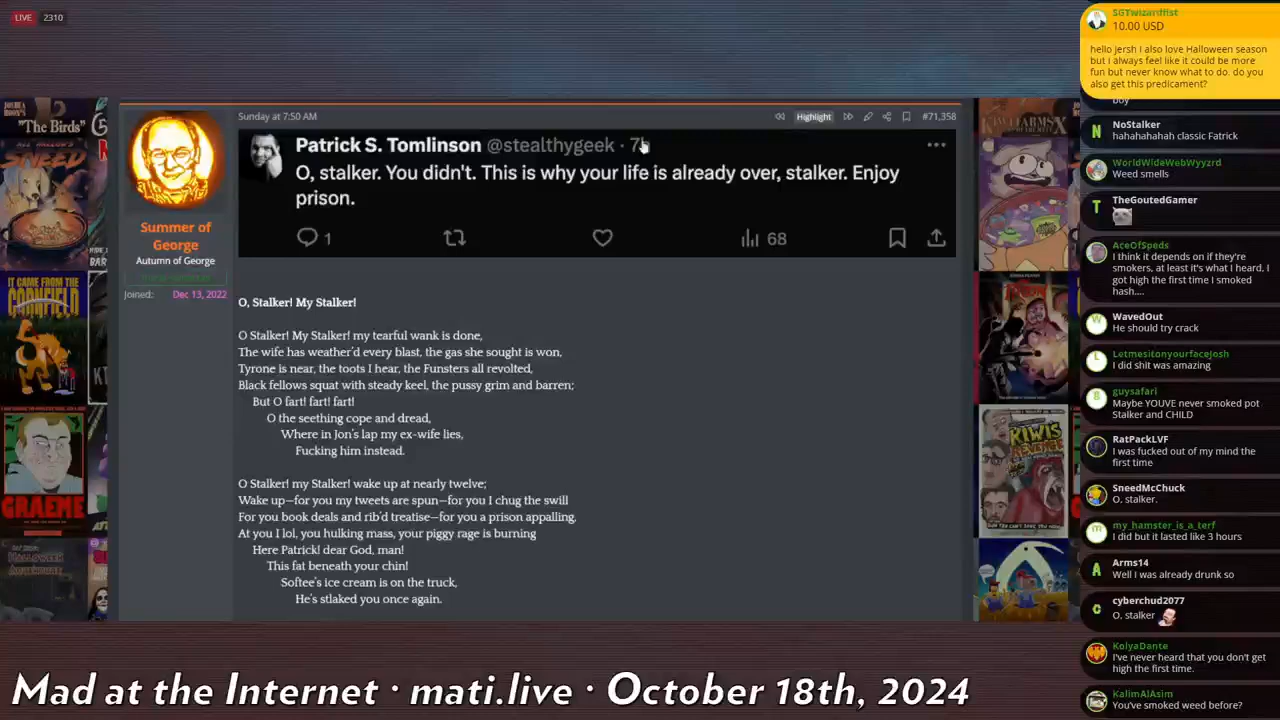 LIVE 2310
Sunday at 7:50 AM
Highlight
#71,358
Summer of
George
Autumn of George
Joined: Dec 13, 2022
Patrick S. Tomlinson @stealthygeek · 7
O, stalker. You didn't. This is why your life is already over, stalker. Enjoy
prison.
1
68
O, Stalker! My Stalker!
O Stalker! My Stalker! my tearful wank is done,
The wife has weather'd every blast, the gas she sought is won,
Tyrone is near, the toots I hear, the Funsters all revolted,
Black fellows squat with steady keel, the pussy grim and barren;
But O fart! fart! fart!
O the seething cope and dread,
Where in Jon's lap my ex-wife lies,
Fucking him instead.
O Stalker! my Stalker! wake up at nearly twelve;
Wake up—for you my tweets are spun—for you I chug the swill
For you book deals and rib'd treatise—for you a prison appalling,
At you I lol, you hulking mass, your piggy rage is burning
Here Patrick! dear God, man!
This fat beneath your chin!
Softee's ice cream is on the truck,
He's stlaked you once again.
"The Birds"
SNEED
IT CAME FROM THE
CORNFIELD
GRAEME
KIWIFARMS
KIWIS
REVENGE
SGTwizardfist
10.00 USD
hello jersh I also love Halloween season
but i always feel like it could be more
fun but never know what to do. do you
also get this predicament?
boy
N NoStalker
hahahahahah classic Fatrick
WorldWideWebWyyzrd
Weed smells
T TheGoutedGamer
AceOfSpeds
I think it depends on if they're
smokers, at least it's what I heard, I
got high the first time I smoked
hash....
W WavedOut
He should try crack
L LetmesitonyourfaceJosh
I did shit was amazing
8 guysafari
Maybe YOUVE never smoked pot
Stalker and CHILD
RatPackLVF
I was fucked out of my mind the
first time
SneedMcChuck
O, stalker.
my_hamster_is_a_terf
I did but it lasted like 3 hours
A Arms14
Well I was already drunk so
C cyberchud2077
O, stalker
KolyaDante
I've never heard that you don't get
high the first time.
KalimAlAsim
You've smoked weed before?
Mad at the Internet · mati.live · October 18th, 2024